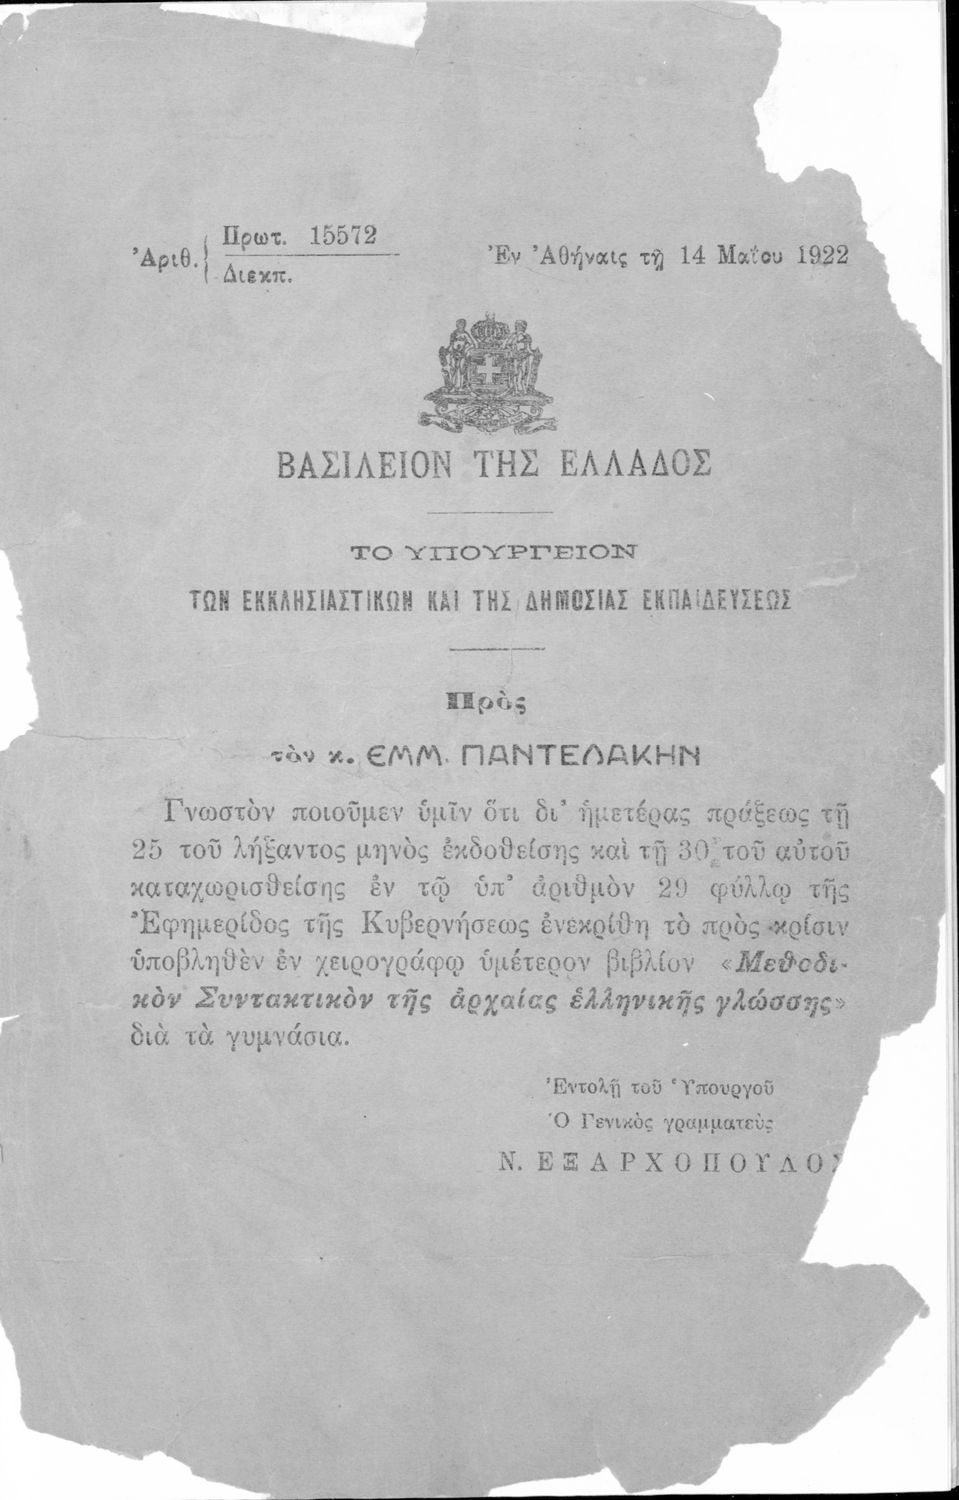 Ἀριθ. { Πρωτ. 15572
Διεκπ.
Ἐν Ἀθήναις τῇ 14 Μαΐου 1922
ΒΑΣΙΛΕΙΟΝ ΤΗΣ ΕΛΛΑΔΟΣ
ΤΟ ΥΠΟΥΡΓΕΙΟΝ
ΤΩΝ ΕΚΚΛΗΣΙΑΣΤΙΚΩΝ ΚΑΙ ΤΗΣ ΔΗΜΟΣΙΑΣ ΕΚΠΑΙΔΕΥΣΕΩΣ
Πρὸς
τὸν κ. ΕΜΜ. ΠΑΝΤΕΛΑΚΗΝ
Γνωστὸν ποιοῦμεν ὑμῖν ὅτι δι’ ἡμετέρας πράξεως τῇ
25 τοῦ λήξαντος μηνὸς ἐκδοθείσης καὶ τῇ 30 τοῦ αὐτοῦ
καταχωρισθείσης ἐν τῷ ὑπ’ ἀριθμὸν 29 φύλλῳ τῆς
Ἐφημερίδος τῆς Κυβερνήσεως ἐνεκρίθη τὸ πρὸς κρίσιν
ὑποβληθὲν ἐν χειρογράφῳ ὑμέτερον βιβλίον «Μεθοδι-
κὸν Συντακτικὸν τῆς ἀρχαίας ἑλληνικῆς γλώσσης»
διὰ τὰ γυμνάσια.
Ἐντολῇ τοῦ Ὑπουργοῦ
Ὁ Γενικὸς γραμματεὺς
Ν. ΕΞΑΡΧΟΠΟΥΛΟΣ